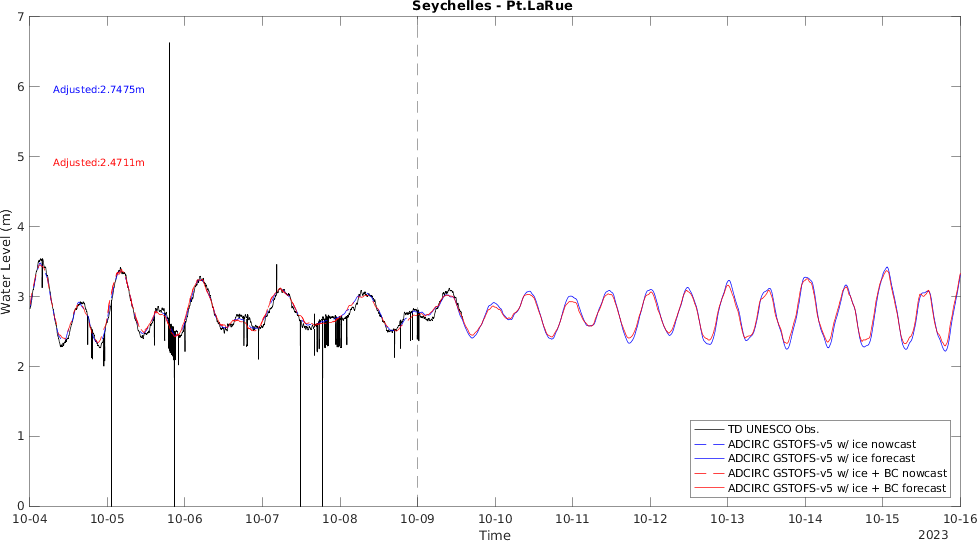 Seychelles - Pt.LaRue
7
6
5
4
3
2
1
0
Water Level (m)
Adjusted:2.7475m
Adjusted:2.4711m
TD UNESCO Obs.
ADCIRC GSTOFS-v5 w/ ice nowcast
ADCIRC GSTOFS-v5 w/ ice forecast
ADCIRC GSTOFS-v5 w/ ice + BC nowcast
ADCIRC GSTOFS-v5 w/ ice + BC forecast
10-04 10-05 10-06 10-07 10-08 10-09 10-10 10-11 10-12 10-13 10-14 10-15 10-16
Time
2023